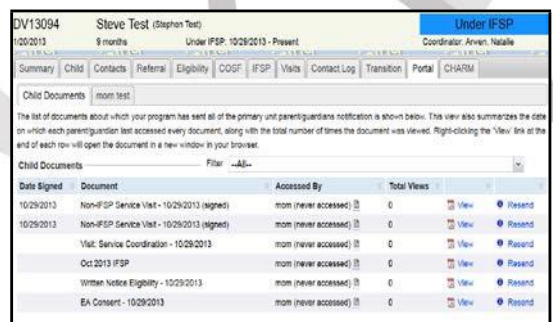 DV13094 Steve Test (Stephon Test) Under IFSP
1/20/2013 9 months Under IFSP: 10/29/2013 - Present Coordinator: Arven, Natalie
Summary Child Contacts Referral Eligibility COSF IFSP Visits Contact Log Transition Portal CHARM
Child Documents mom test
The list of documents about which your program has sent all of the primary unit parent/guardians notification is shown below. This view also summarizes the date
on which each parent/guardian last accessed every document, along with the total number of times the document was viewed. Right-clicking the 'View' link at the
end of each row will open the document in a new window in your browser.
Child Documents Filter --All--
Date Signed Document Accessed By Total Views
10/29/2013 Non-IFSP Service Visit - 10/29/2013 (signed) mom (never accessed) 0 View Resend
10/29/2013 Non-IFSP Service Visit - 10/29/2013 (signed) mom (never accessed) 0 View Resend
Visit: Service Coordination - 10/29/2013 mom (never accessed) 0 View Resend
Oct 2013 IFSP mom (never accessed) 0 View Resend
Written Notice Eligibility - 10/29/2013 mom (never accessed) 0 View Resend
EA Consent - 10/29/2013 mom (never accessed) 0 View Resend